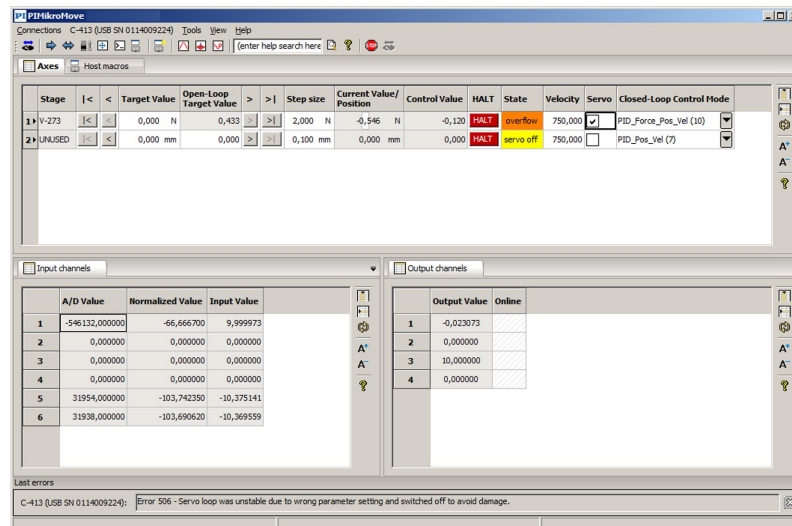 PI PIMikroMove
Connections C-413 (USB SN 0114009224) Tools View Help
(enter help search here STOP
Axes Host macros
Stage |< < Target Value Open-Loop Target Value > >| Step size Current Value/ Position Control Value HALT State Velocity Servo Closed-Loop Control Mode
1 V-273 |< < 0,000 N 0,433 > >| 2,000 N -0,546 N -0,120 HALT overflow 750,000 PID_Force_Pos_Vel (10)
2 UNUSED |< < 0,000 mm 0,000 > >| 0,100 mm 0,000 mm 0,000 HALT servo off 750,000 PID_Pos_Vel (7)
A+
A-
?
Input channels
A/D Value Normalized Value Input Value
1 -546132,000000 -66,666700 9,999973
2 0,000000 0,000000 0,000000
3 0,000000 0,000000 0,000000
4 0,000000 0,000000 0,000000
5 31954,000000 -103,742350 -10,375141
6 31938,000000 -103,690620 -10,369559
A+
A-
?
Output channels
Output Value Online
1 -0,023073
2 0,000000
3 10,000000
4 0,000000
A+
A-
?
Last errors
C-413 (USB SN 0114009224): Error 506 - Servo loop was unstable due to wrong parameter setting and switched off to avoid damage.